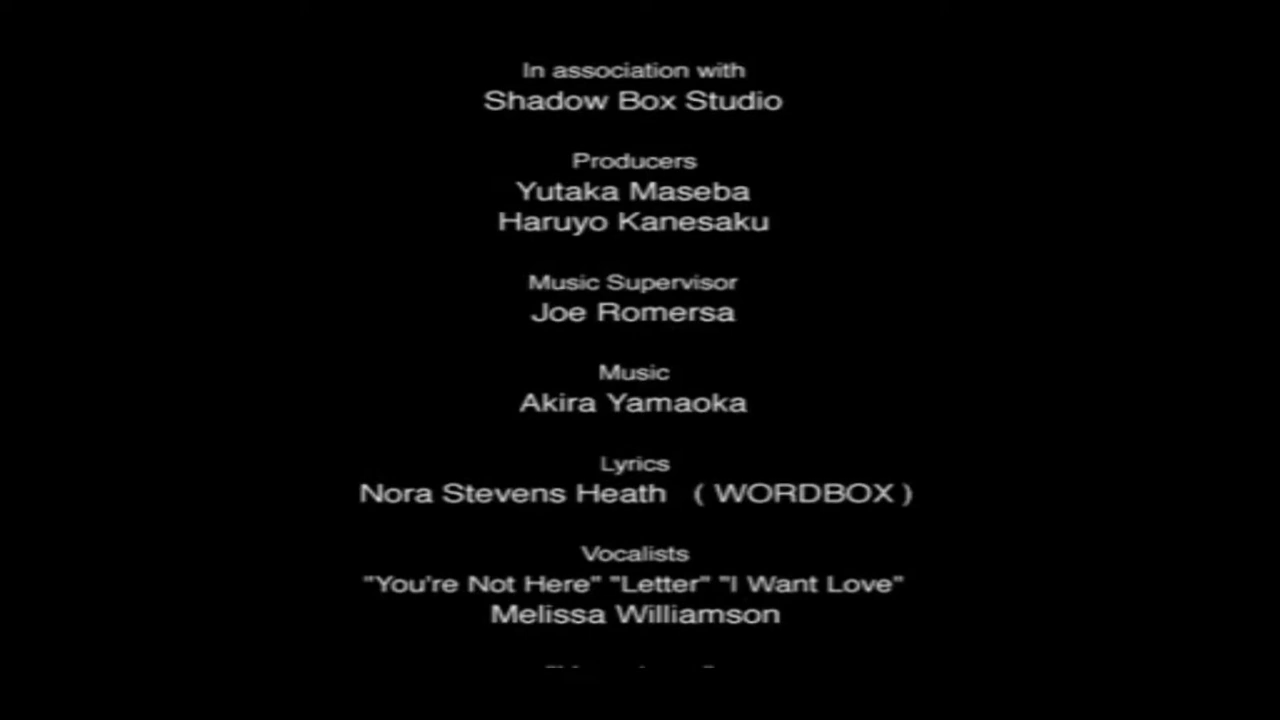 In association with
Shadow Box Studio
Producers
Yutaka Maseba
Haruyo Kanesaku
Music Supervisor
Joe Romersa
Music
Akira Yamaoka
Lyrics
Nora Stevens Heath ( WORDBOX )
Vocalists
"You're Not Here" "Letter" "I Want Love"
Melissa Williamson